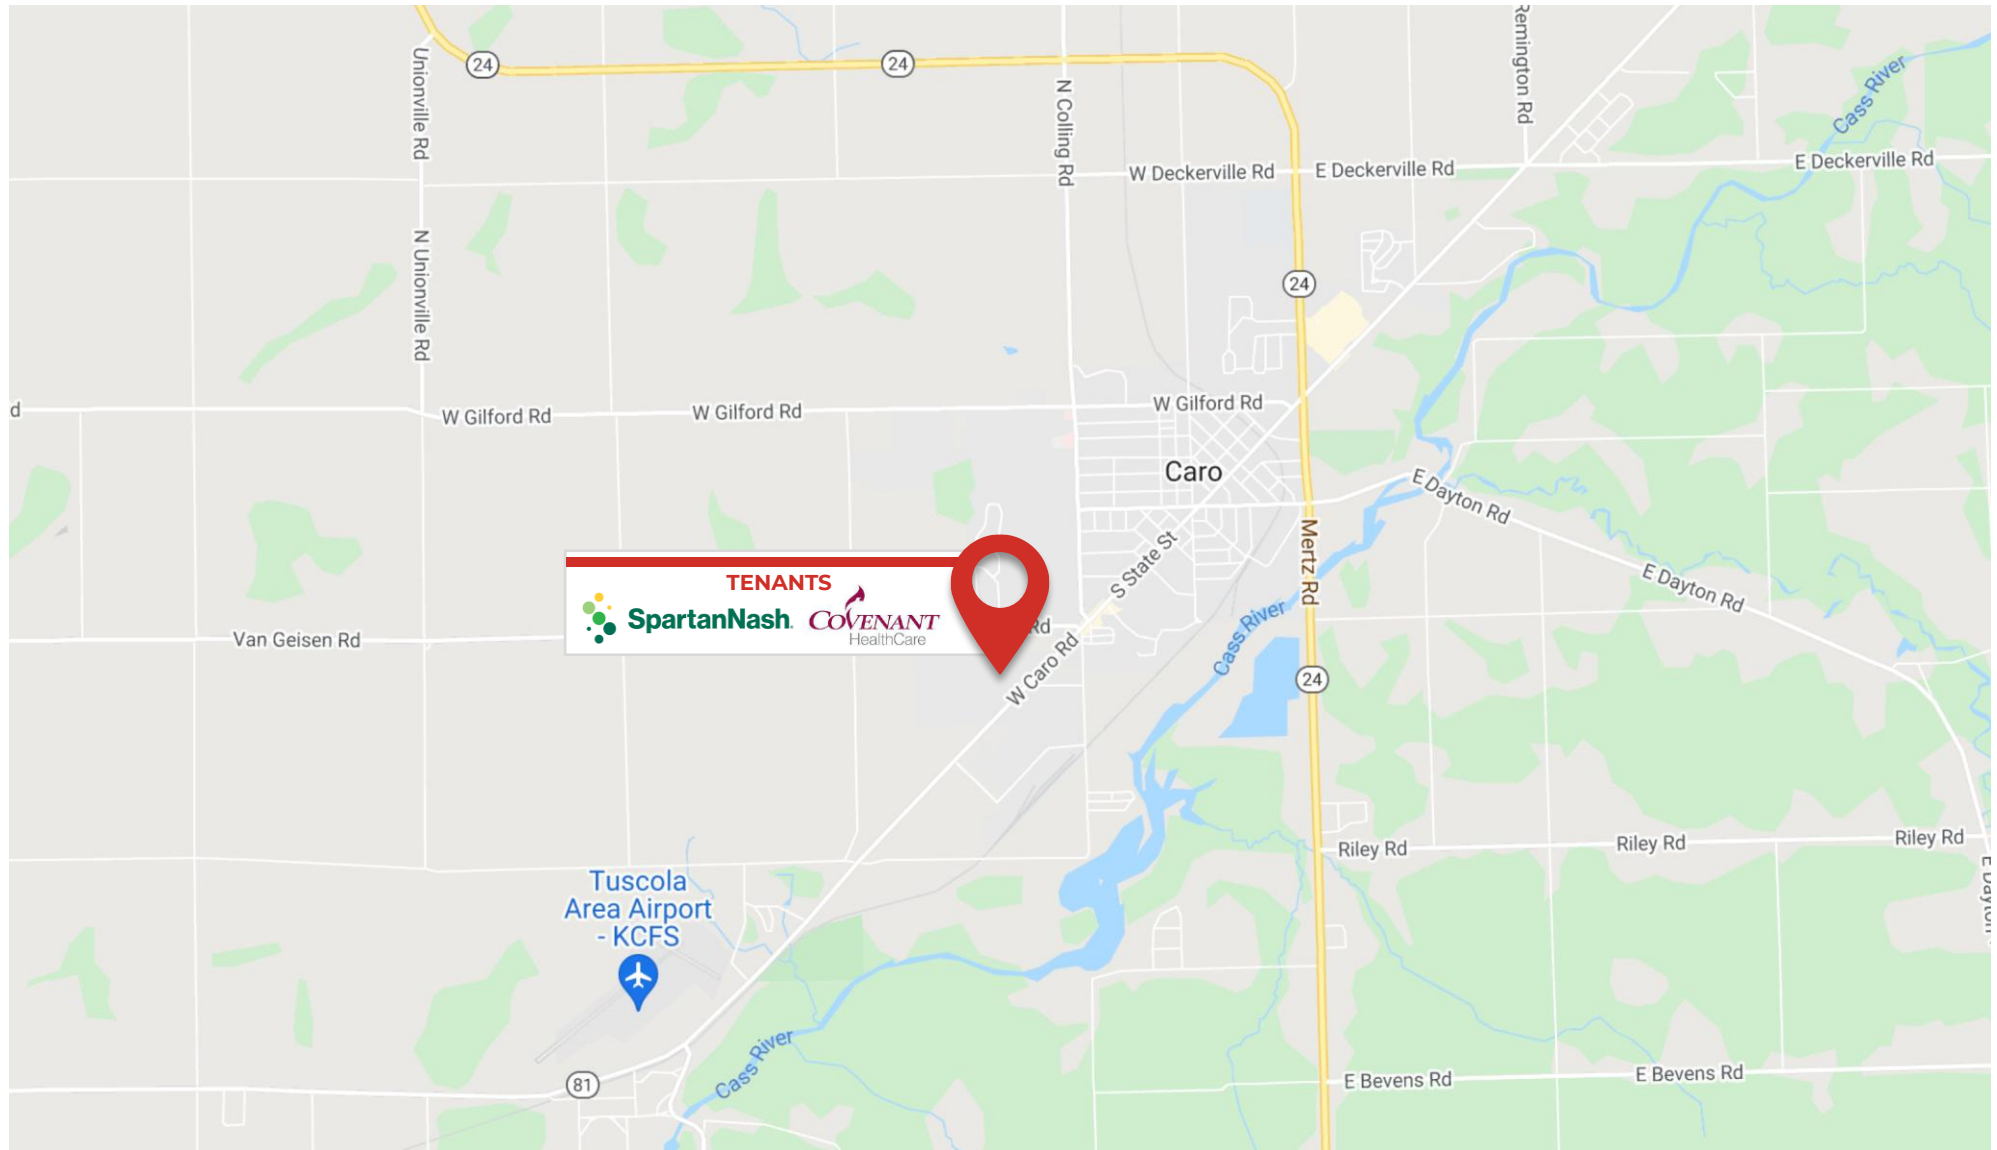 Remington Rd
24
24
Unionville Rd
N Colling Rd
Cass River
W Deckerville Rd
E Deckerville Rd
E Deckerville Rd
N Unionville Rd
24
d
W Gilford Rd
W Gilford Rd
W Gilford Rd
Caro
E Dayton Rd
Mertz Rd
S State St
E Dayton Rd
TENANTS
SpartanNash
COVENANT
HealthCare
Rd
Van Geisen Rd
Cass River
W Caro Rd
24
Riley Rd
Riley Rd
Riley Rd
Tuscola
Area Airport
- KCFS
E Dayton
Cass River
81
E Bevens Rd
E Bevens Rd